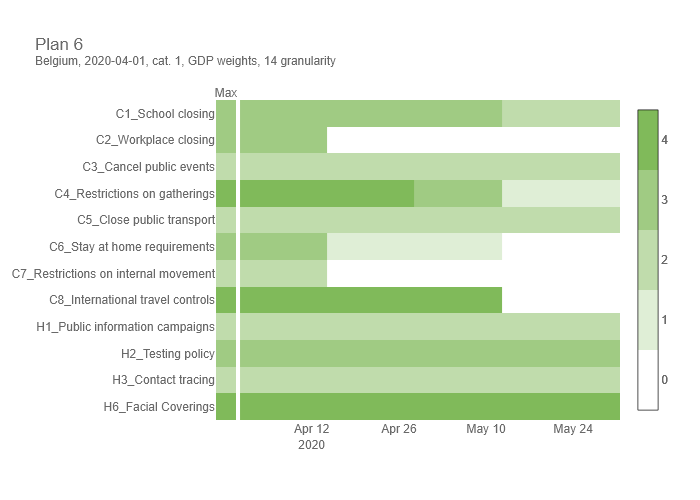 Plan 6
Belgium, 2020-04-01, cat. 1, GDP weights, 14 granularity
Max
C1_School closing
C2_Workplace closing
C3_Cancel public events
C4_Restrictions on gatherings
C5_Close public transport
C6_Stay at home requirements
C7_Restrictions on internal movement
C8_International travel controls
H1_Public information campaigns
H2_Testing policy
H3_Contact tracing
H6_Facial Coverings
Apr 12 Apr 26 May 10 May 24
2020
4
3
2
1
0